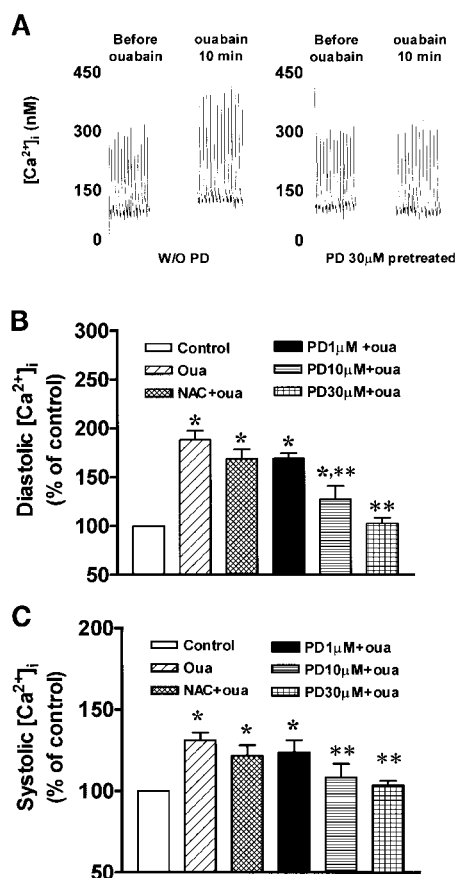 A
Before ouabain
ouabain 10 min
Before ouabain
ouabain 10 min
[Ca²⁺]ᵢ (nM)
450
300
150
0
450
300
150
0
W/O PD
PD 30µM pretreated
B
Diastolic [Ca²⁺]ᵢ
(% of control)
300
250
200
150
100
50
Control
Oua
NAC+oua
PD1µM +oua
PD10µM+oua
PD30µM+oua
*
*
*
*,**
**
C
Systolic [Ca²⁺]ᵢ
(% of control)
200
150
100
50
Control
Oua
NAC+oua
PD1µM+oua
PD10µM+oua
PD30µM+oua
*
*
*
**
**